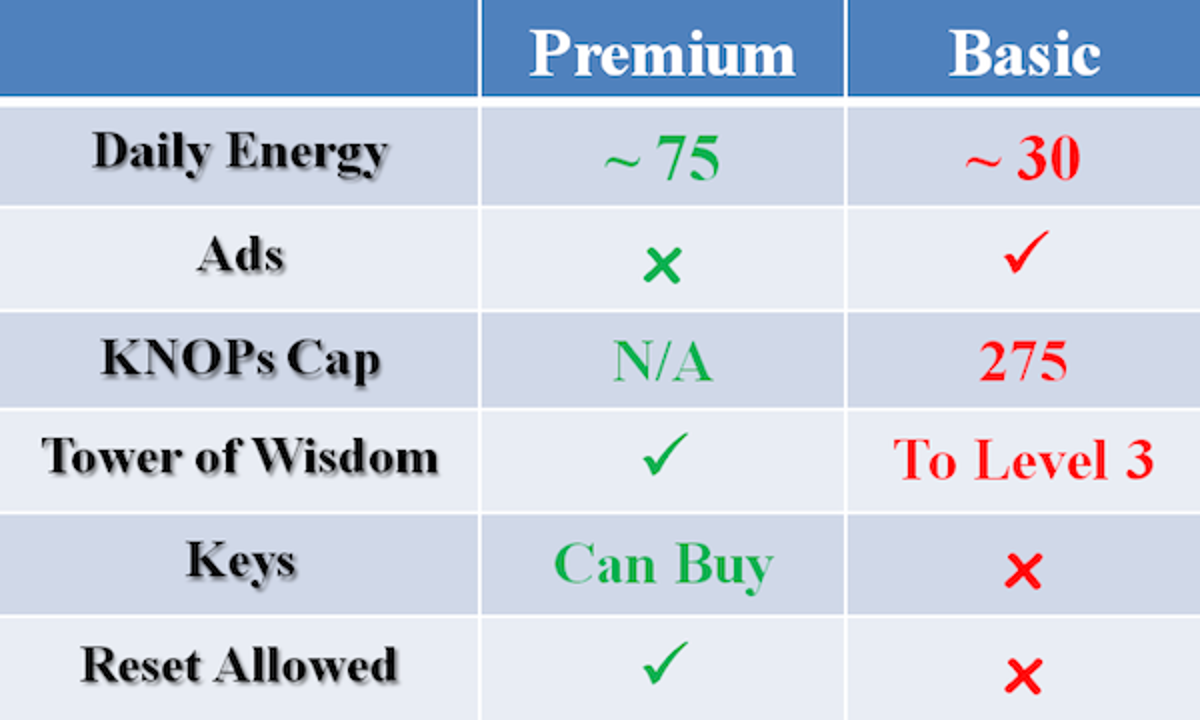 Premium Basic
Daily Energy ~ 75 ~ 30
Ads × ✓
KNOPs Cap N/A 275
Tower of Wisdom ✓ To Level 3
Keys Can Buy ×
Reset Allowed ✓ ×